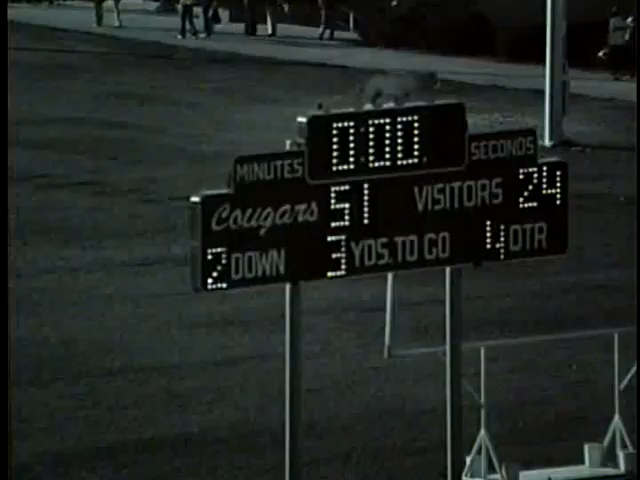 0:00
MINUTES SECONDS
Cougars 51 VISITORS 24
2 DOWN 3 YDS. TO GO 4 QTR